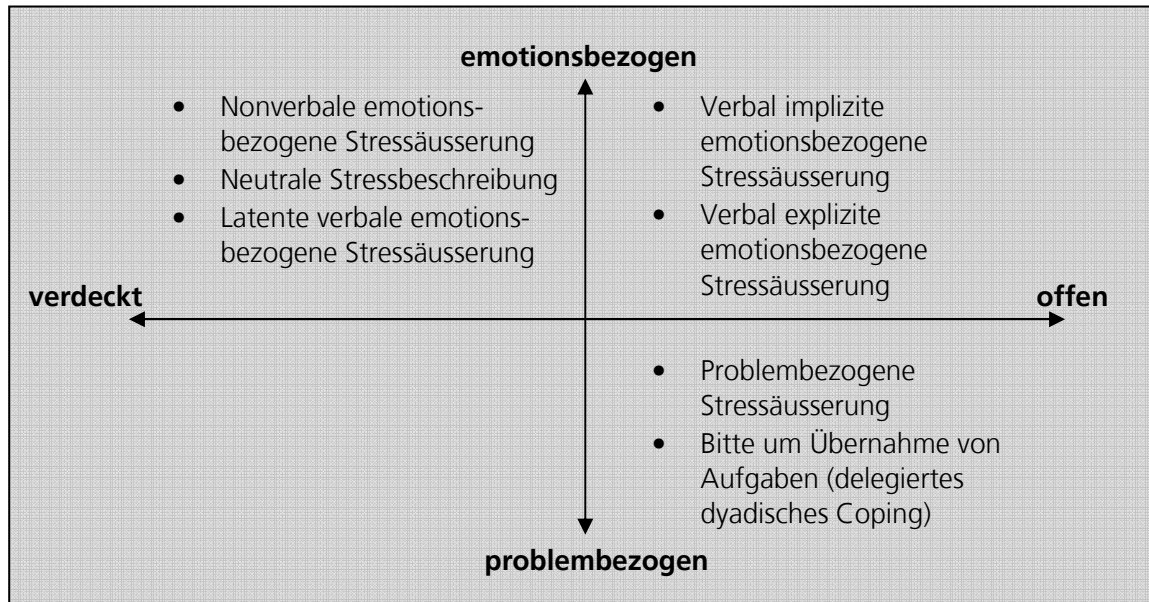 emotionsbezogen
• Nonverbale emotions-
bezogene Stressäusserung
• Neutrale Stressbeschreibung
• Latente verbale emotions-
bezogene Stressäusserung
• Verbal implizite
emotionsbezogene
Stressäusserung
• Verbal explizite
emotionsbezogene
Stressäusserung
verdeckt
offen
• Problembezogene
Stressäusserung
• Bitte um Übernahme von
Aufgaben (delegiertes
dyadisches Coping)
problembezogen